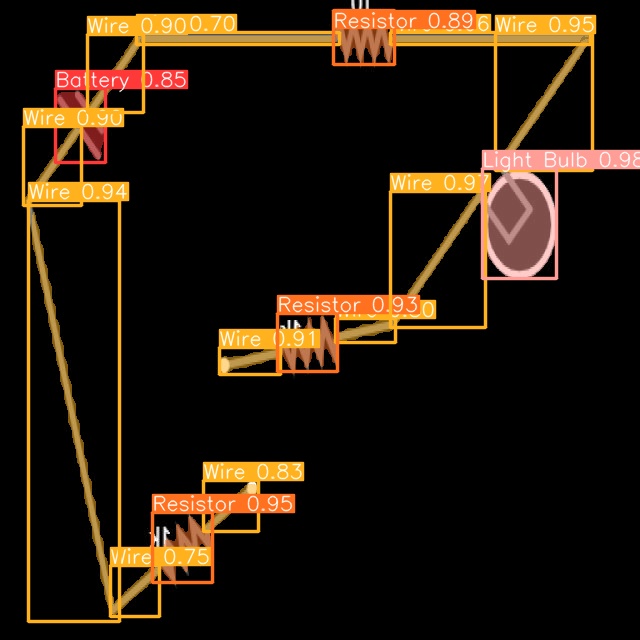 Resistor 0.89
Wire 0.95
Wire 0.90
0.70
Battery 0.85
Wire 0.90
Light Bulb 0.98
Wire 0.97
Wire 0.94
Resistor 0.93
Wire 0.91
Wire 0.83
Resistor 0.95
Wire 0.75